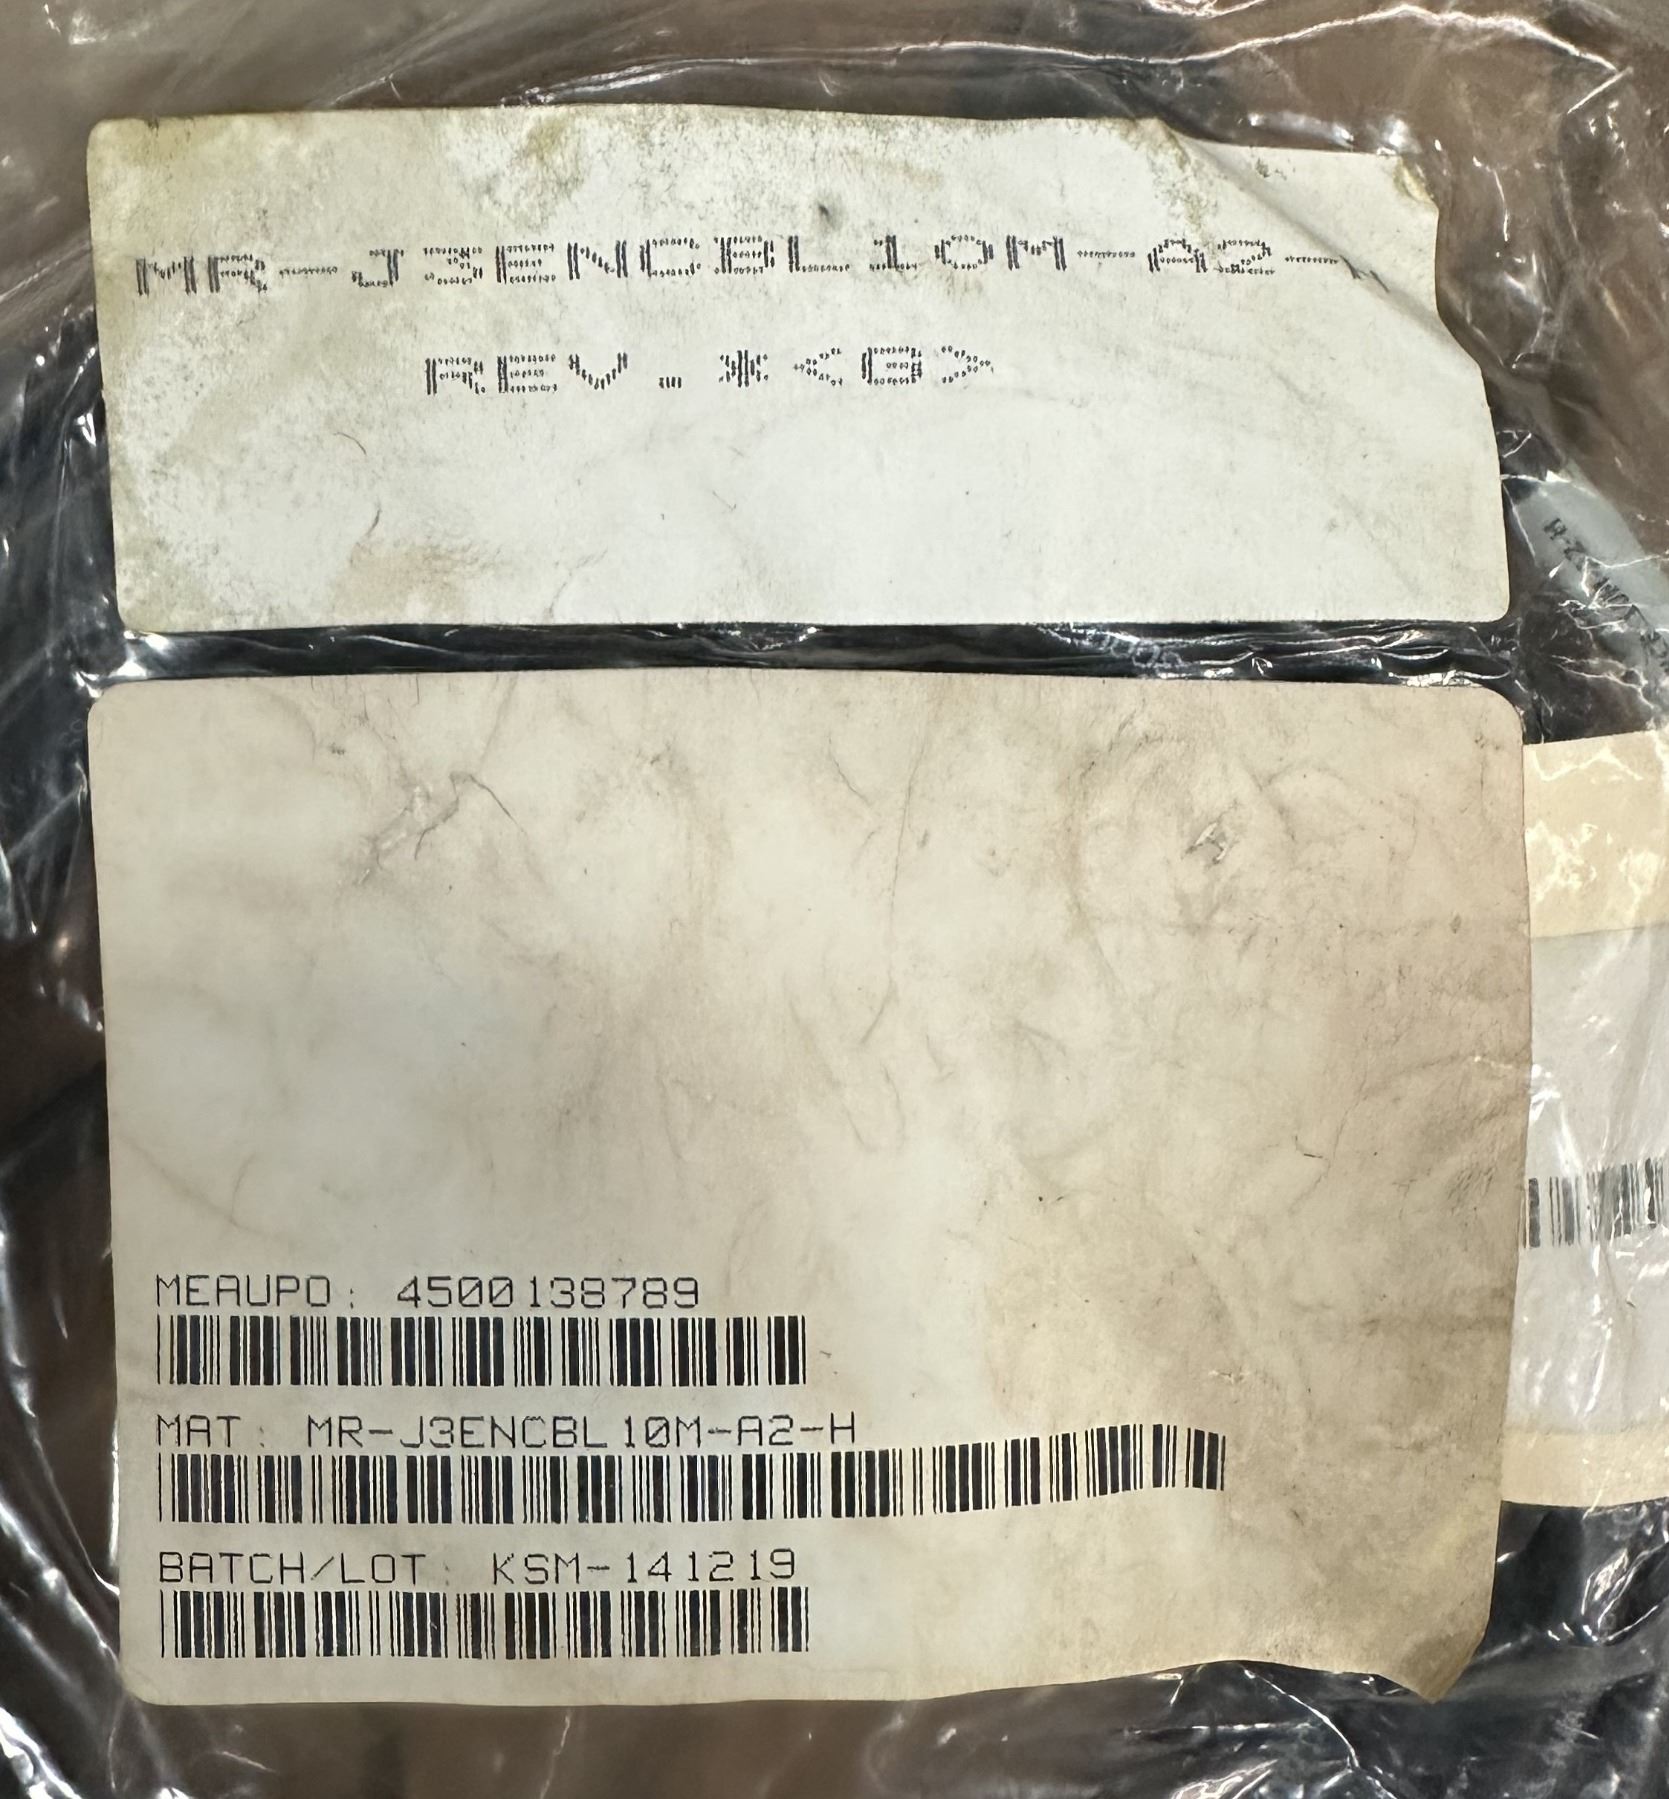 MR-J3ENCBL10M-A2-
REV.*<G>
MEAUPO: 4500138789
MAT: MR-J3ENCBL10M-A2-H
BATCH/LOT: KSM-141219